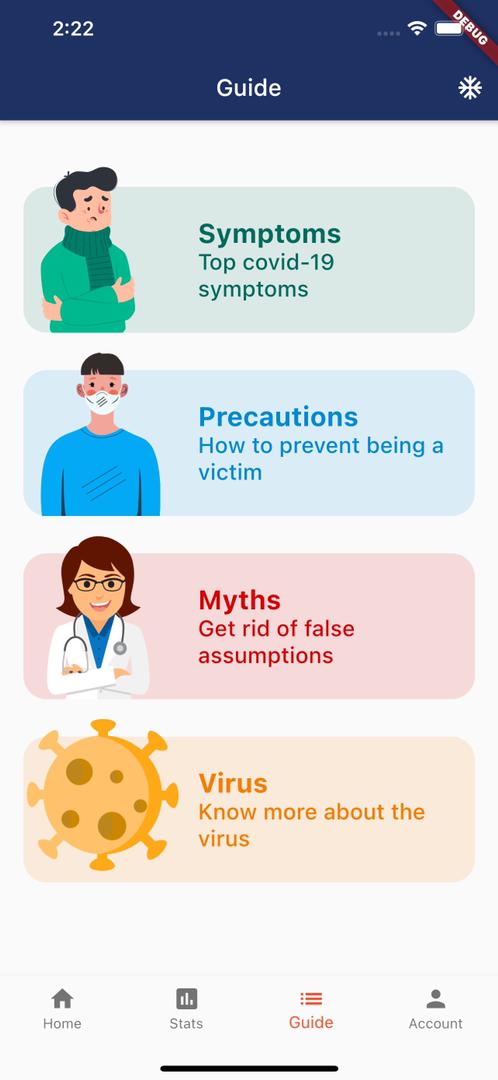 2:22
DEBUG
Guide
Symptoms
Top covid-19
symptoms
Precautions
How to prevent being a
victim
Myths
Get rid of false
assumptions
Virus
Know more about the
virus
Home
Stats
Guide
Account